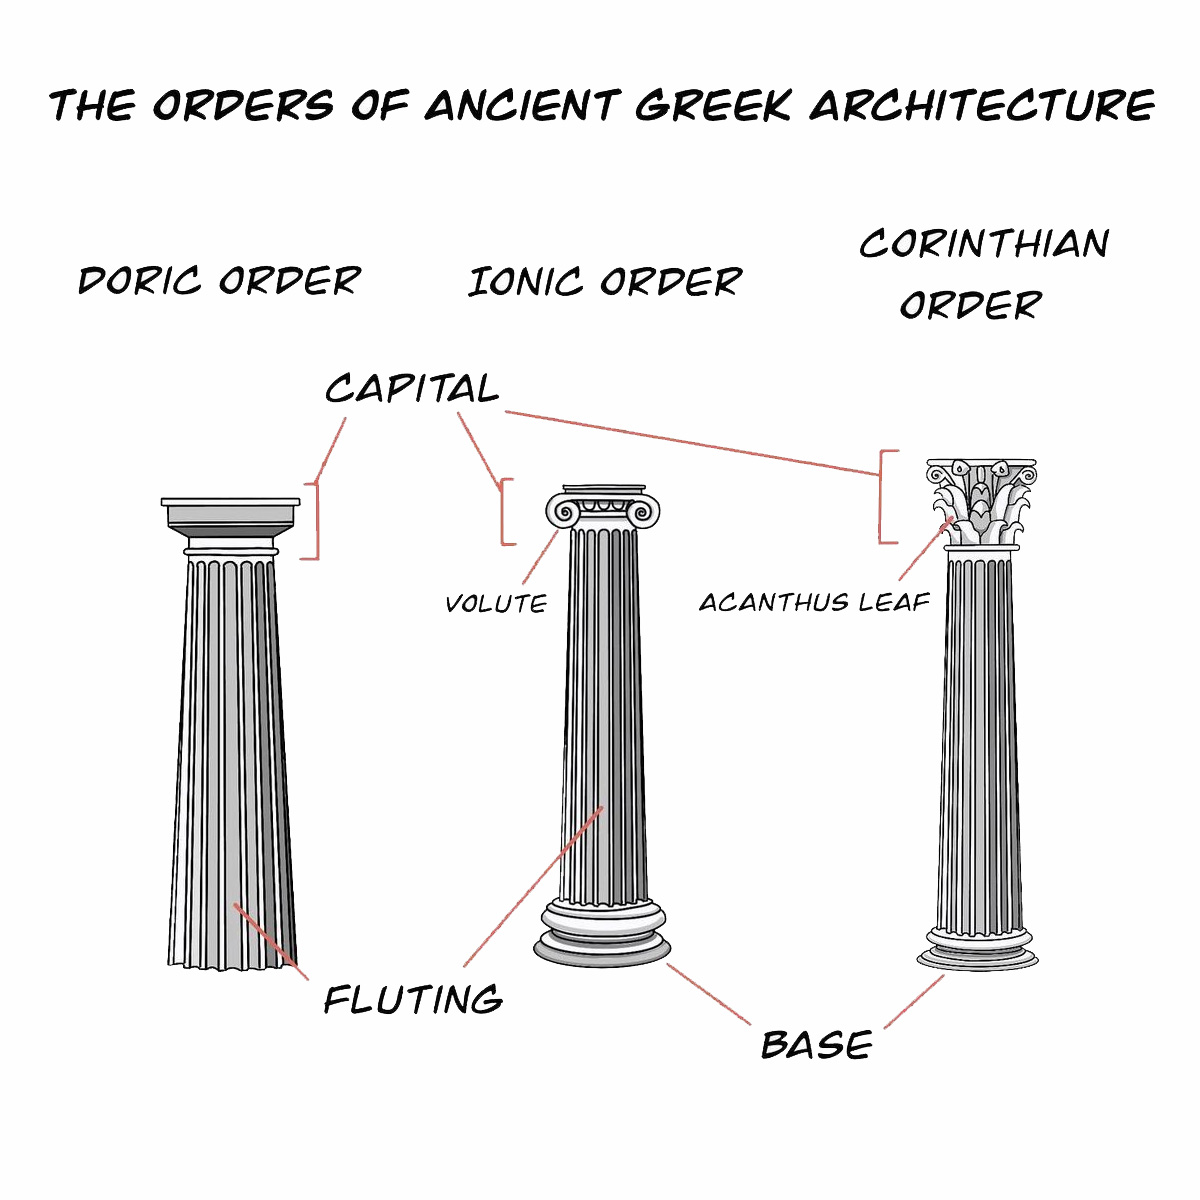 THE ORDERS OF ANCIENT GREEK ARCHITECTURE
DORIC ORDER
IONIC ORDER
CORINTHIAN
ORDER
CAPITAL
VOLUTE
ACANTHUS LEAF
FLUTING
BASE